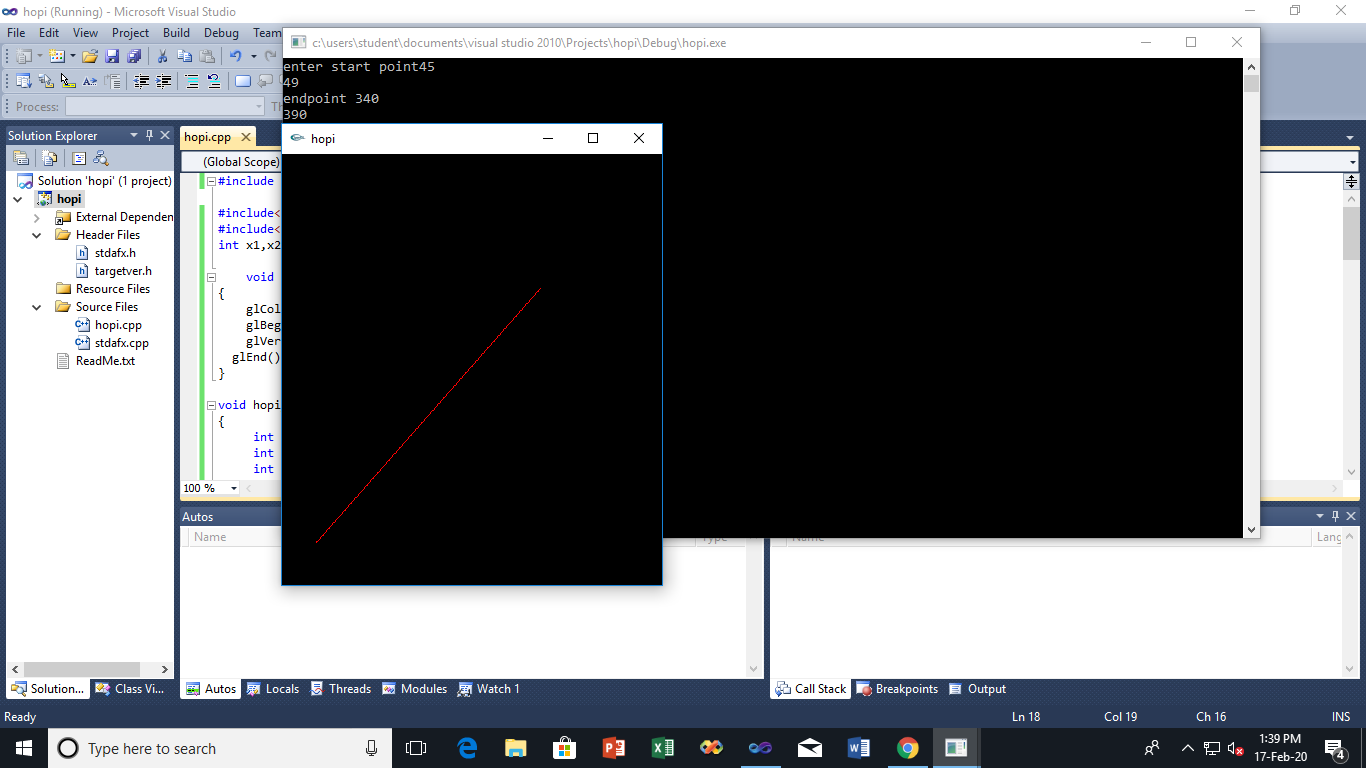 hopi (Running) - Microsoft Visual Studio
File Edit View Project Build Debug Team
Process:
c:\users\student\documents\visual studio 2010\Projects\hopi\Debug\hopi.exe
enter start point45
49
endpoint 340
390
hopi
Solution Explorer
Solution 'hopi' (1 project)
hopi
External Dependen
Header Files
stdafx.h
targetver.h
Resource Files
Source Files
hopi.cpp
stdafx.cpp
ReadMe.txt
hopi.cpp
(Global Scope)
#include
#include<
#include<
int x1,x2
void
{
glCol
glBeg
glVer
glEnd()
}
void hopi
{
int
int
int
100 %
Autos
Name Type
Name Lang
Solution... Class Vi...
Autos Locals Threads Modules Watch 1
Call Stack Breakpoints Output
Ready Ln 18 Col 19 Ch 16 INS
Type here to search
1:39 PM
17-Feb-20
4